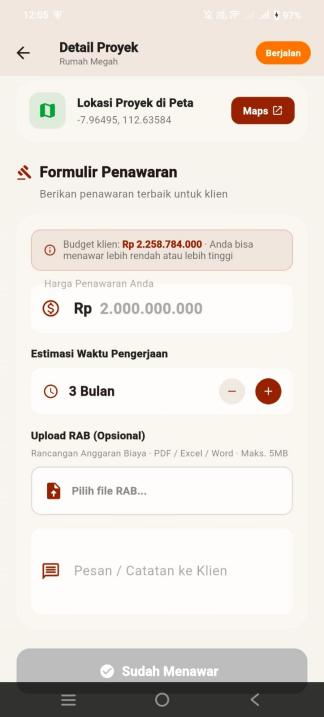 12:05
97%
Detail Proyek
Rumah Megah
Berjalan
Lokasi Proyek di Peta
-7.96495, 112.63584
Maps
Formulir Penawaran
Berikan penawaran terbaik untuk klien
Budget klien: Rp 2.258.784.000 · Anda bisa
menawar lebih rendah atau lebih tinggi
Harga Penawaran Anda
Rp 2.000.000.000
Estimasi Waktu Pengerjaan
3 Bulan
Upload RAB (Opsional)
Rancangan Anggaran Biaya · PDF / Excel / Word · Maks. 5MB
Pilih file RAB...
Pesan / Catatan ke Klien
Sudah Menawar